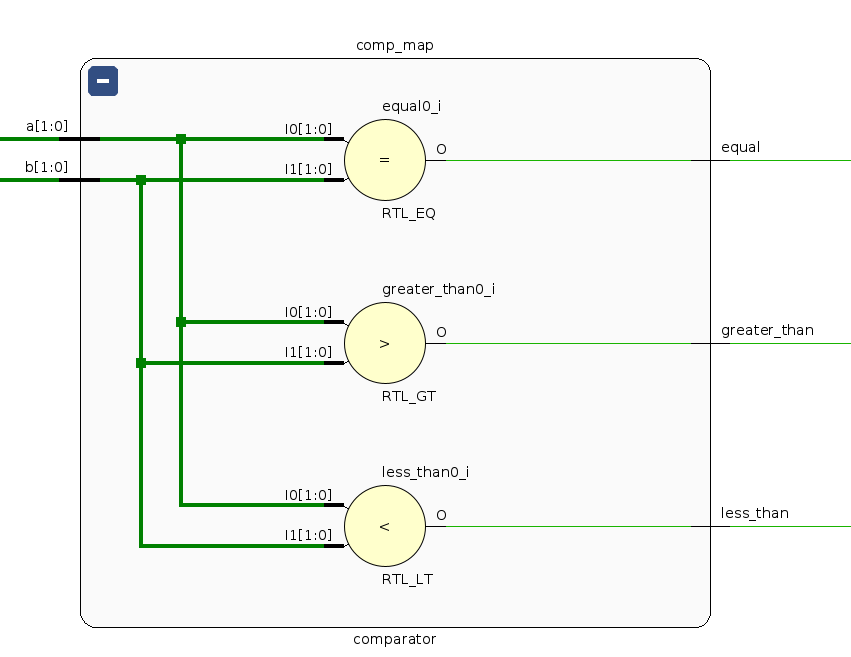 comp_map
equal0_i
a[1:0]
I0[1:0]
O
equal
b[1:0]
I1[1:0]
=
RTL_EQ
greater_than0_i
I0[1:0]
O
greater_than
I1[1:0]
>
RTL_GT
less_than0_i
I0[1:0]
O
less_than
I1[1:0]
<
RTL_LT
comparator